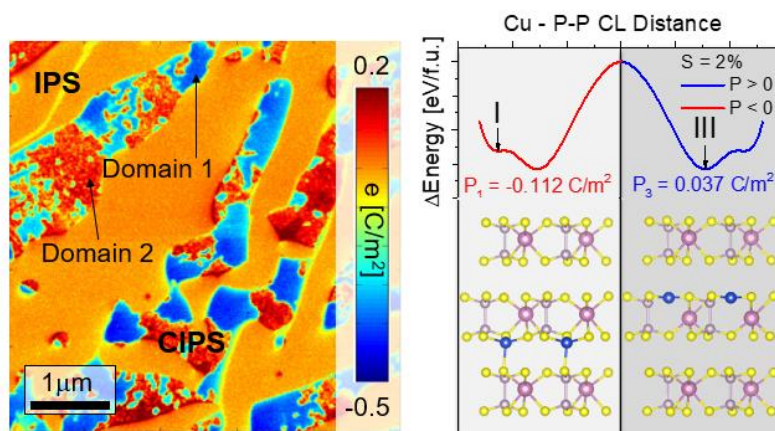 IPS
Domain 1
Domain 2
CIPS
1μm
0.2
e [C/m²]
-0.5
Cu - P-P CL Distance
ΔEnergy [eV/f.u.]
S = 2%
P > 0
P < 0
I
III
P₁ = -0.112 C/m²
P₃ = 0.037 C/m²